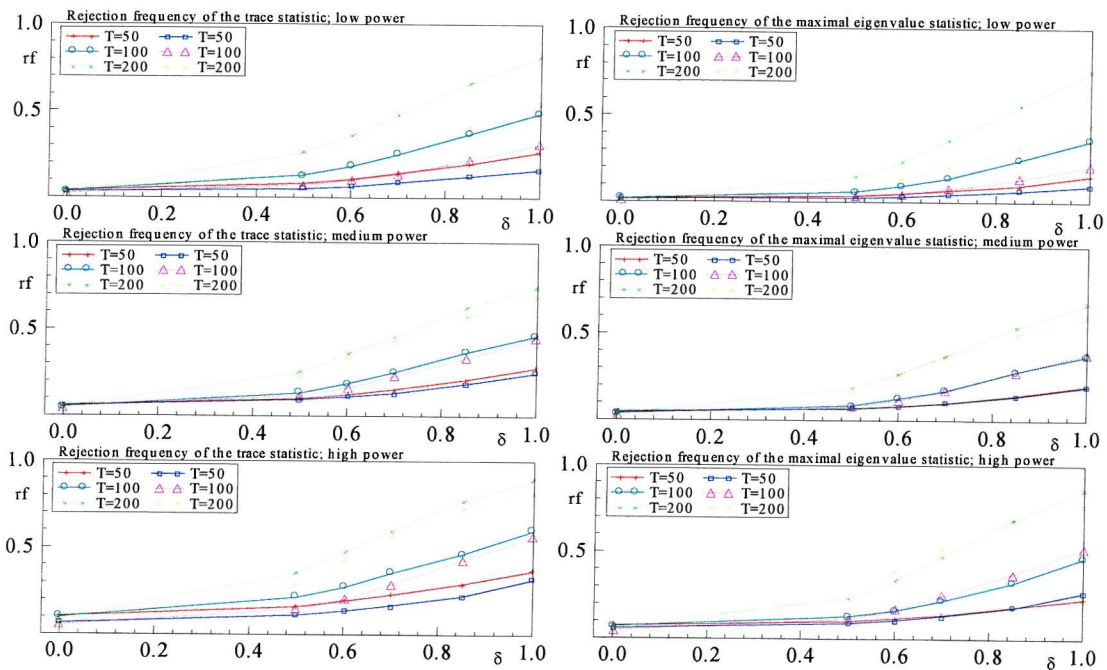 Rejection frequency of the trace statistic; low power
1.0
rf
0.5
T=50 T=50
T=100 T=100
T=200 T=200
0.0 0.2 0.4 0.6 0.8 δ 1.0
Rejection frequency of the maximal eigenvalue statistic; low power
1.0
rf
0.5
T=50 T=50
T=100 T=100
T=200 T=200
0.0 0.2 0.4 0.6 0.8 δ 1.0
Rejection frequency of the trace statistic; medium power
1.0
rf
0.5
T=50 T=50
T=100 T=100
T=200 T=200
0.0 0.2 0.4 0.6 0.8 δ 1.0
Rejection frequency of the maximal eigenvalue statistic; medium power
1.0
rf
0.5
T=50 T=50
T=100 T=100
T=200 T=200
0.0 0.2 0.4 0.6 0.8 δ 1.0
Rejection frequency of the trace statistic; high power
1.0
rf
0.5
T=50 T=50
T=100 T=100
T=200 T=200
0.0 0.2 0.4 0.6 0.8 δ 1.0
Rejection frequency of the maximal eigenvalue statistic; high power
1.0
rf
0.5
T=50 T=50
T=100 T=100
T=200 T=200
0.0 0.2 0.4 0.6 0.8 δ 1.0